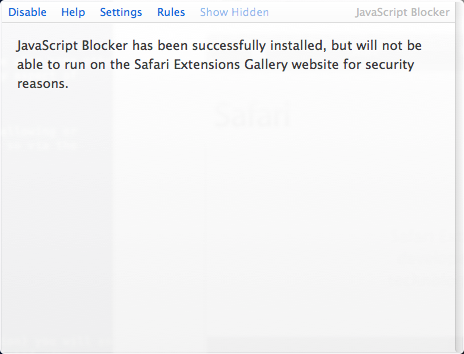 Disable Help Settings Rules Show Hidden JavaScript Blocker
JavaScript Blocker has been successfully installed, but will not be
able to run on the Safari Extensions Gallery website for security
reasons.
Safari